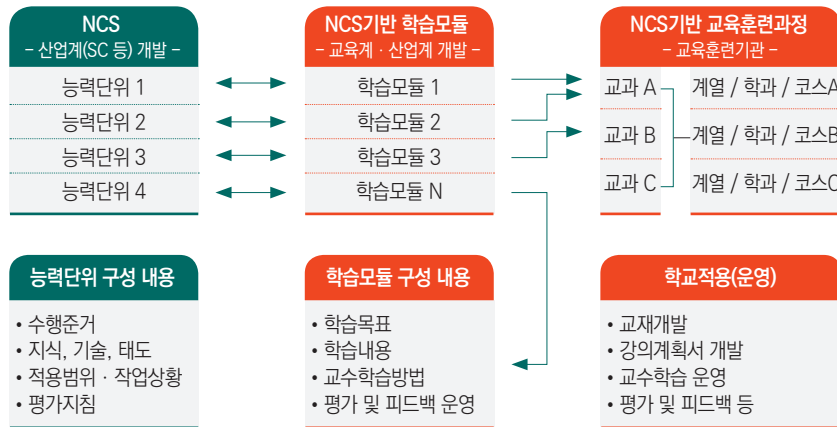 NCS
– 산업계(SC 등) 개발 –
능력단위 1
능력단위 2
능력단위 3
능력단위 4
NCS기반 학습모듈
– 교육계 · 산업계 개발 –
학습모듈 1
학습모듈 2
학습모듈 3
학습모듈 N
NCS기반 교육훈련과정
– 교육훈련기관 –
교과 A 계열 / 학과 / 코스A
교과 B 계열 / 학과 / 코스B
교과 C 계열 / 학과 / 코스C
능력단위 구성 내용
• 수행준거
• 지식, 기술, 태도
• 적용범위 · 작업상황
• 평가지침
학습모듈 구성 내용
• 학습목표
• 학습내용
• 교수학습방법
• 평가 및 피드백 운영
학교적용(운영)
• 교재개발
• 강의계획서 개발
• 교수학습 운영
• 평가 및 피드백 등